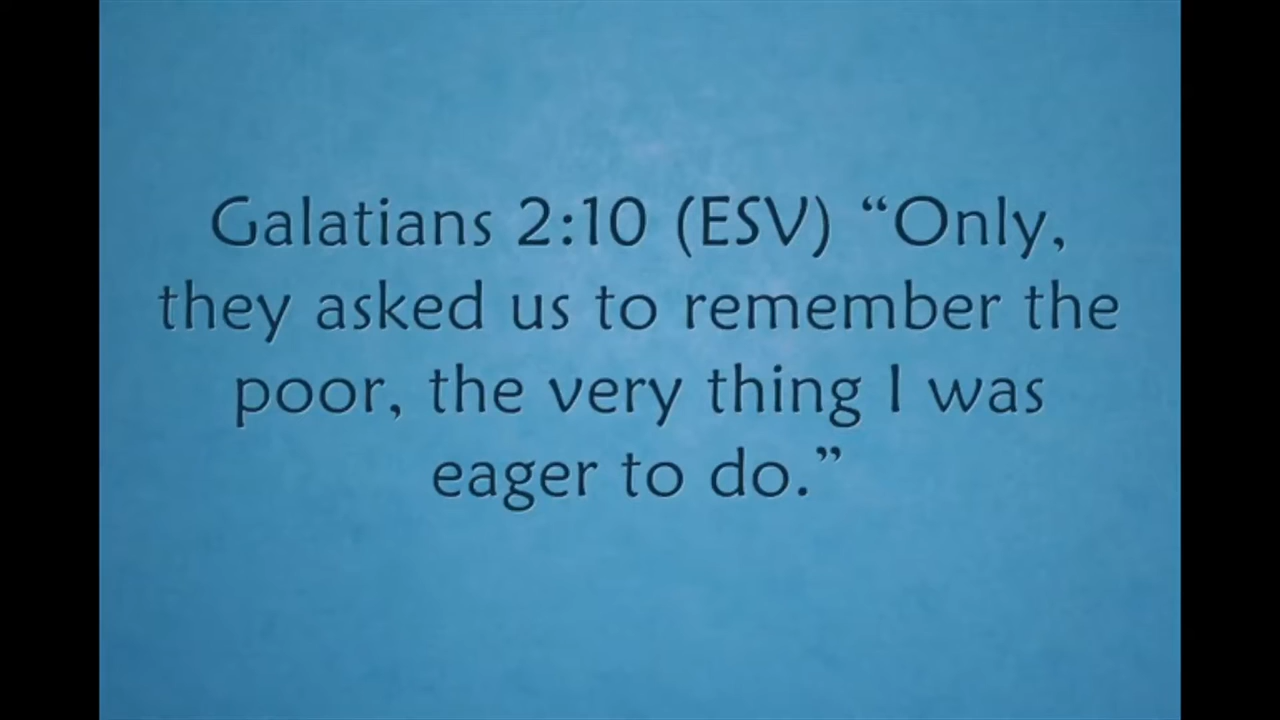 Galatians 2:10 (ESV) “Only,
they asked us to remember the
poor, the very thing I was
eager to do.”